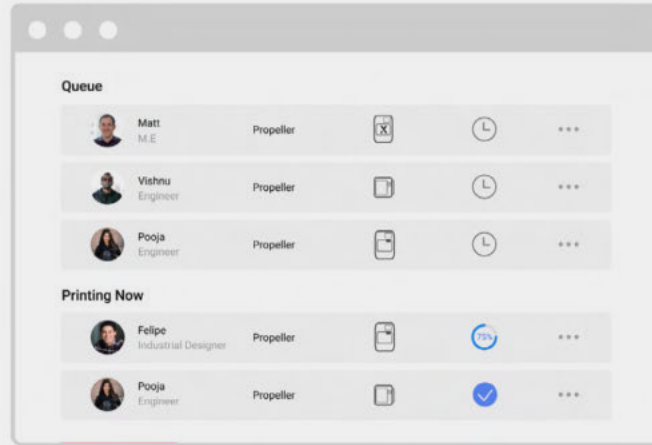 Queue
Matt
M.E
Propeller
X
Vishnu
Engineer
Propeller
Pooja
Engineer
Propeller
Printing Now
Felipe
Industrial Designer
Propeller
75%
Pooja
Engineer
Propeller